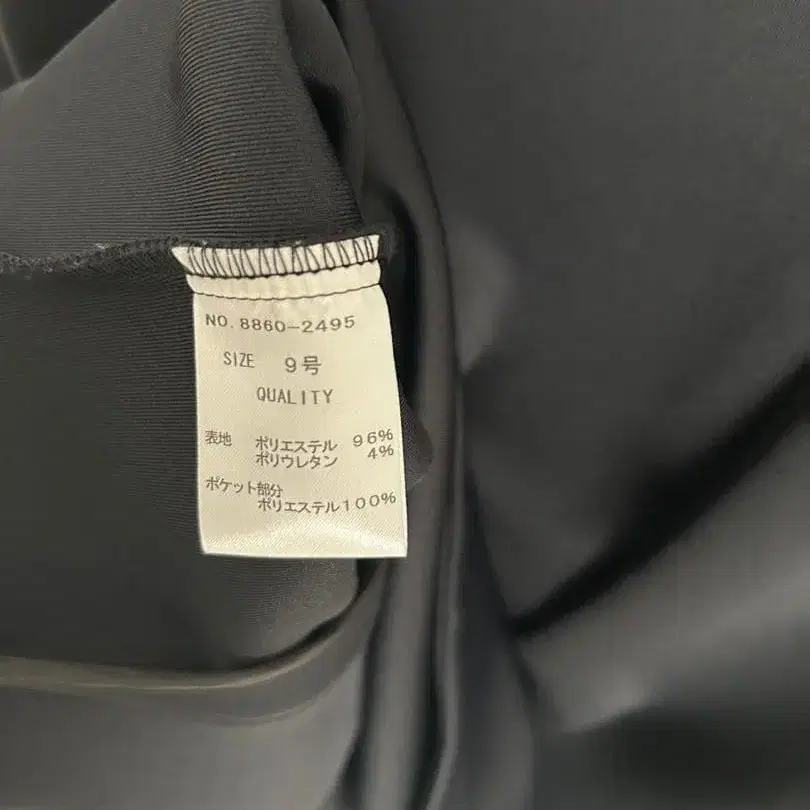 NO. 8860-2495
SIZE 9号
QUALITY
表地 ポリエステル 96%
ポリウレタン 4%
ポケット部分
ポリエステル100%